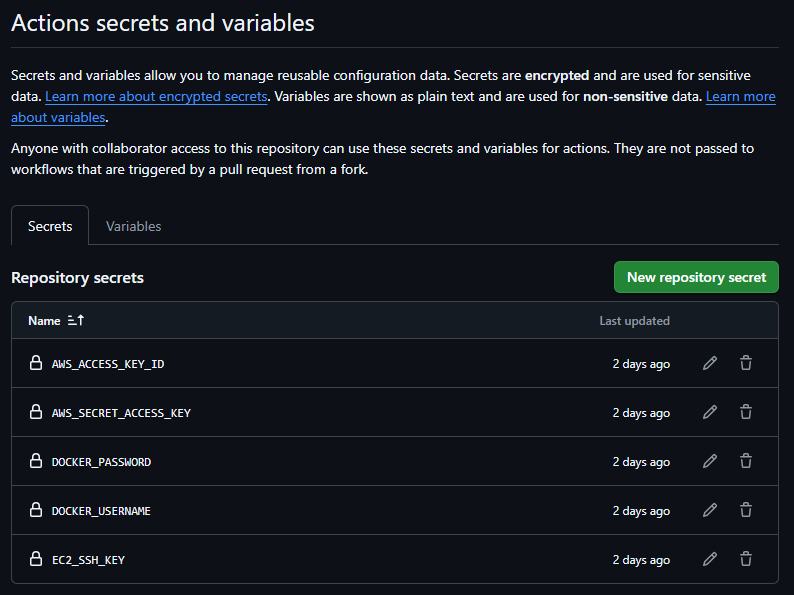 Actions secrets and variables
Secrets and variables allow you to manage reusable configuration data. Secrets are encrypted and are used for sensitive
data. Learn more about encrypted secrets. Variables are shown as plain text and are used for non-sensitive data. Learn more
about variables.
Anyone with collaborator access to this repository can use these secrets and variables for actions. They are not passed to
workflows that are triggered by a pull request from a fork.
Secrets Variables
Repository secrets New repository secret
Name Last updated
AWS_ACCESS_KEY_ID 2 days ago
AWS_SECRET_ACCESS_KEY 2 days ago
DOCKER_PASSWORD 2 days ago
DOCKER_USERNAME 2 days ago
EC2_SSH_KEY 2 days ago